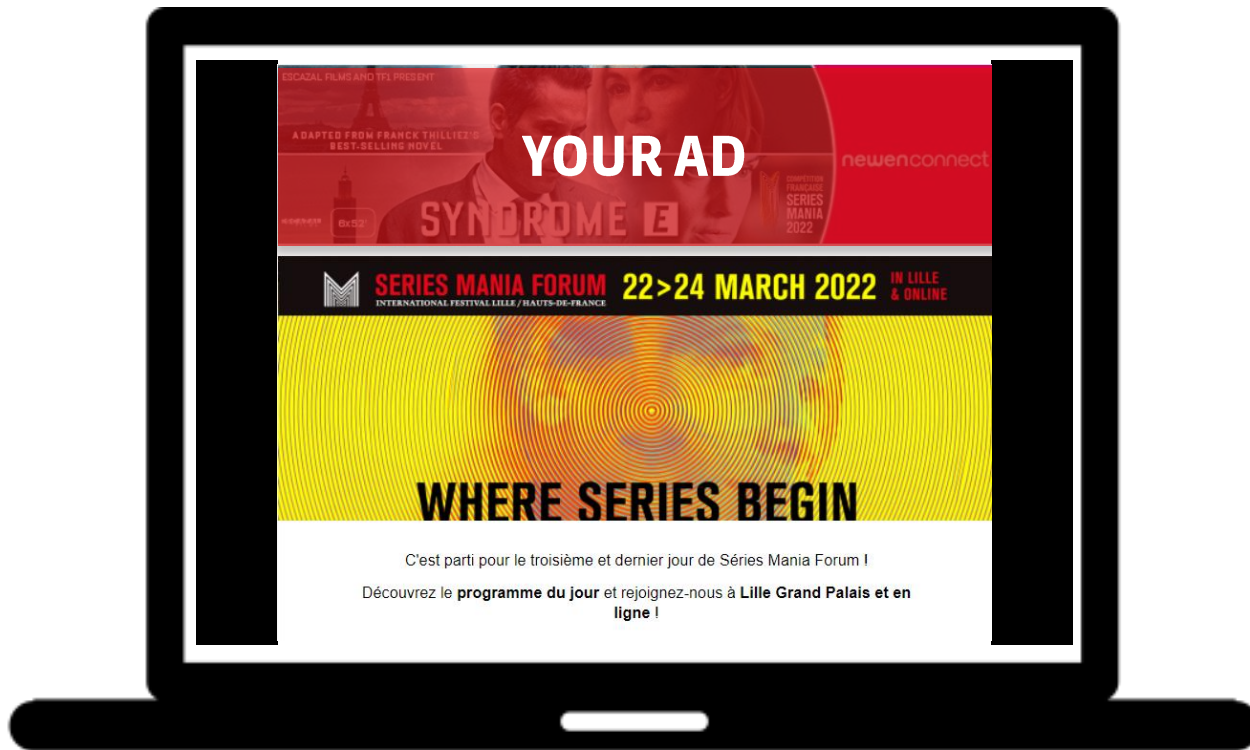 ESCAZAL FILMS AND TF1 PRESENT
ADAPTED FROM FRANCK THILLIEZ'S
BEST-SELLING NOVEL
YOUR AD
newenconnect
6x52'
SYNDROME E
COMPÉTITION
FRANÇAISE
SERIES
MANIA
2022
SERIES MANIA FORUM
INTERNATIONAL FESTIVAL LILLE / HAUTS-DE-FRANCE
22>24 MARCH 2022
IN LILLE
& ONLINE
WHERE SERIES BEGIN
C'est parti pour le troisième et dernier jour de Séries Mania Forum !
Découvrez le programme du jour et rejoignez-nous à Lille Grand Palais et en
ligne !